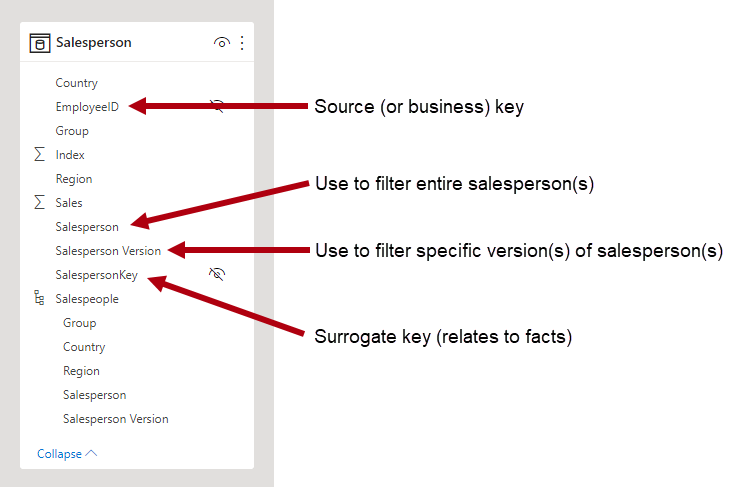 Salesperson
Country
EmployeeID
Source (or business) key
Group
Index
Region
Use to filter entire salesperson(s)
Sales
Salesperson
Salesperson Version
Use to filter specific version(s) of salesperson(s)
SalespersonKey
Salespeople
Group
Surrogate key (relates to facts)
Country
Region
Salesperson
Salesperson Version
Collapse